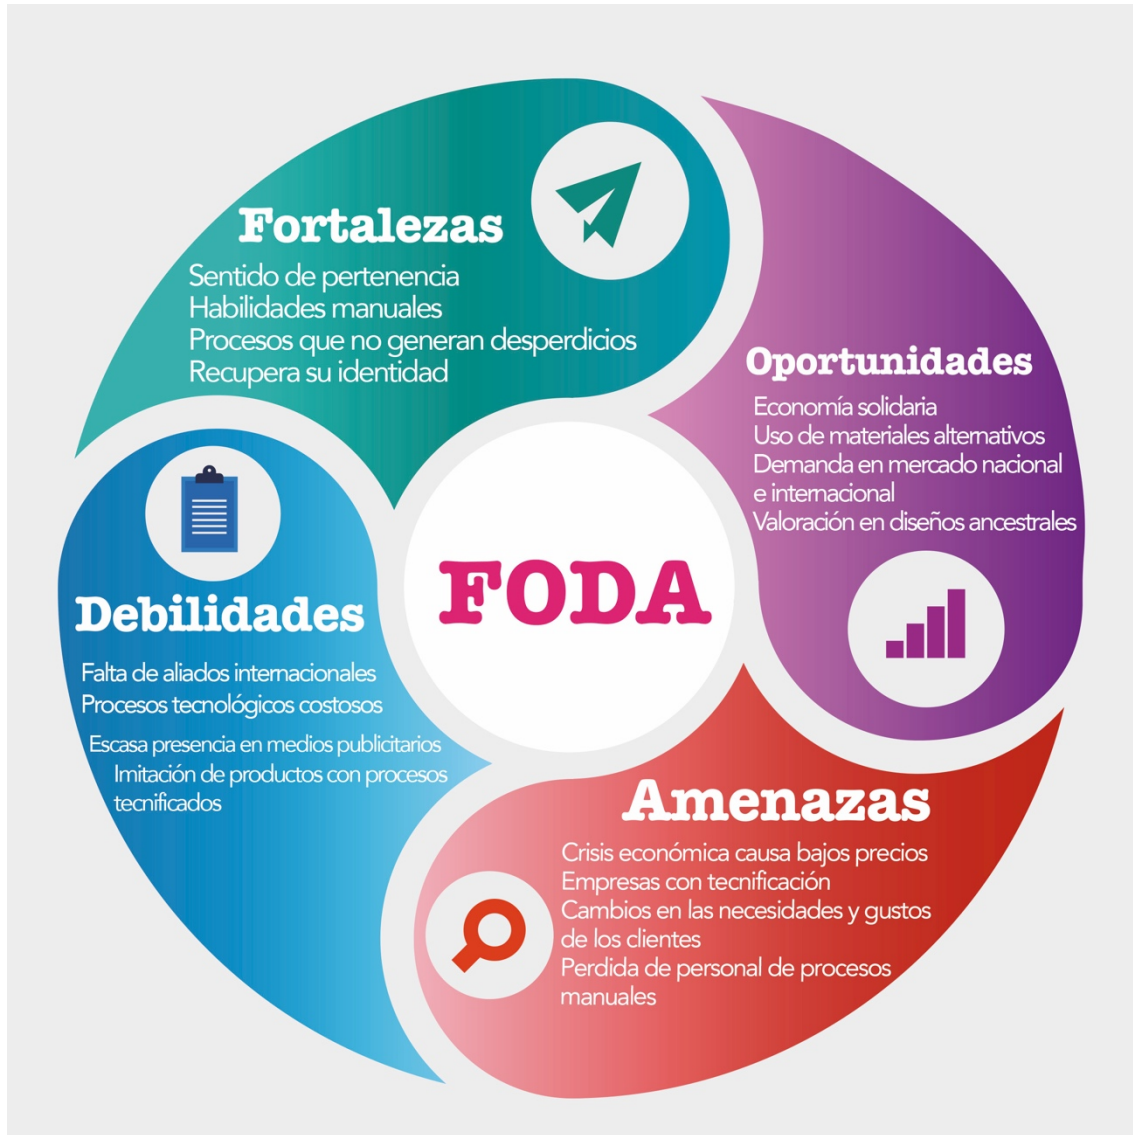 Fortalezas
Sentido de pertenencia
Habilidades manuales
Procesos que no generan desperdicios
Recupera su identidad
Oportunidades
Economía solidaria
Uso de materiales alternativos
Demanda en mercado nacional
e internacional
Valoración en diseños ancestrales
FODA
Debilidades
Falta de aliados internacionales
Procesos tecnológicos costosos
Escasa presencia en medios publicitarios
Imitación de productos con procesos
tecnificados
Amenazas
Crisis económica causa bajos precios
Empresas con tecnificación
Cambios en las necesidades y gustos
de los clientes
Perdida de personal de procesos
manuales